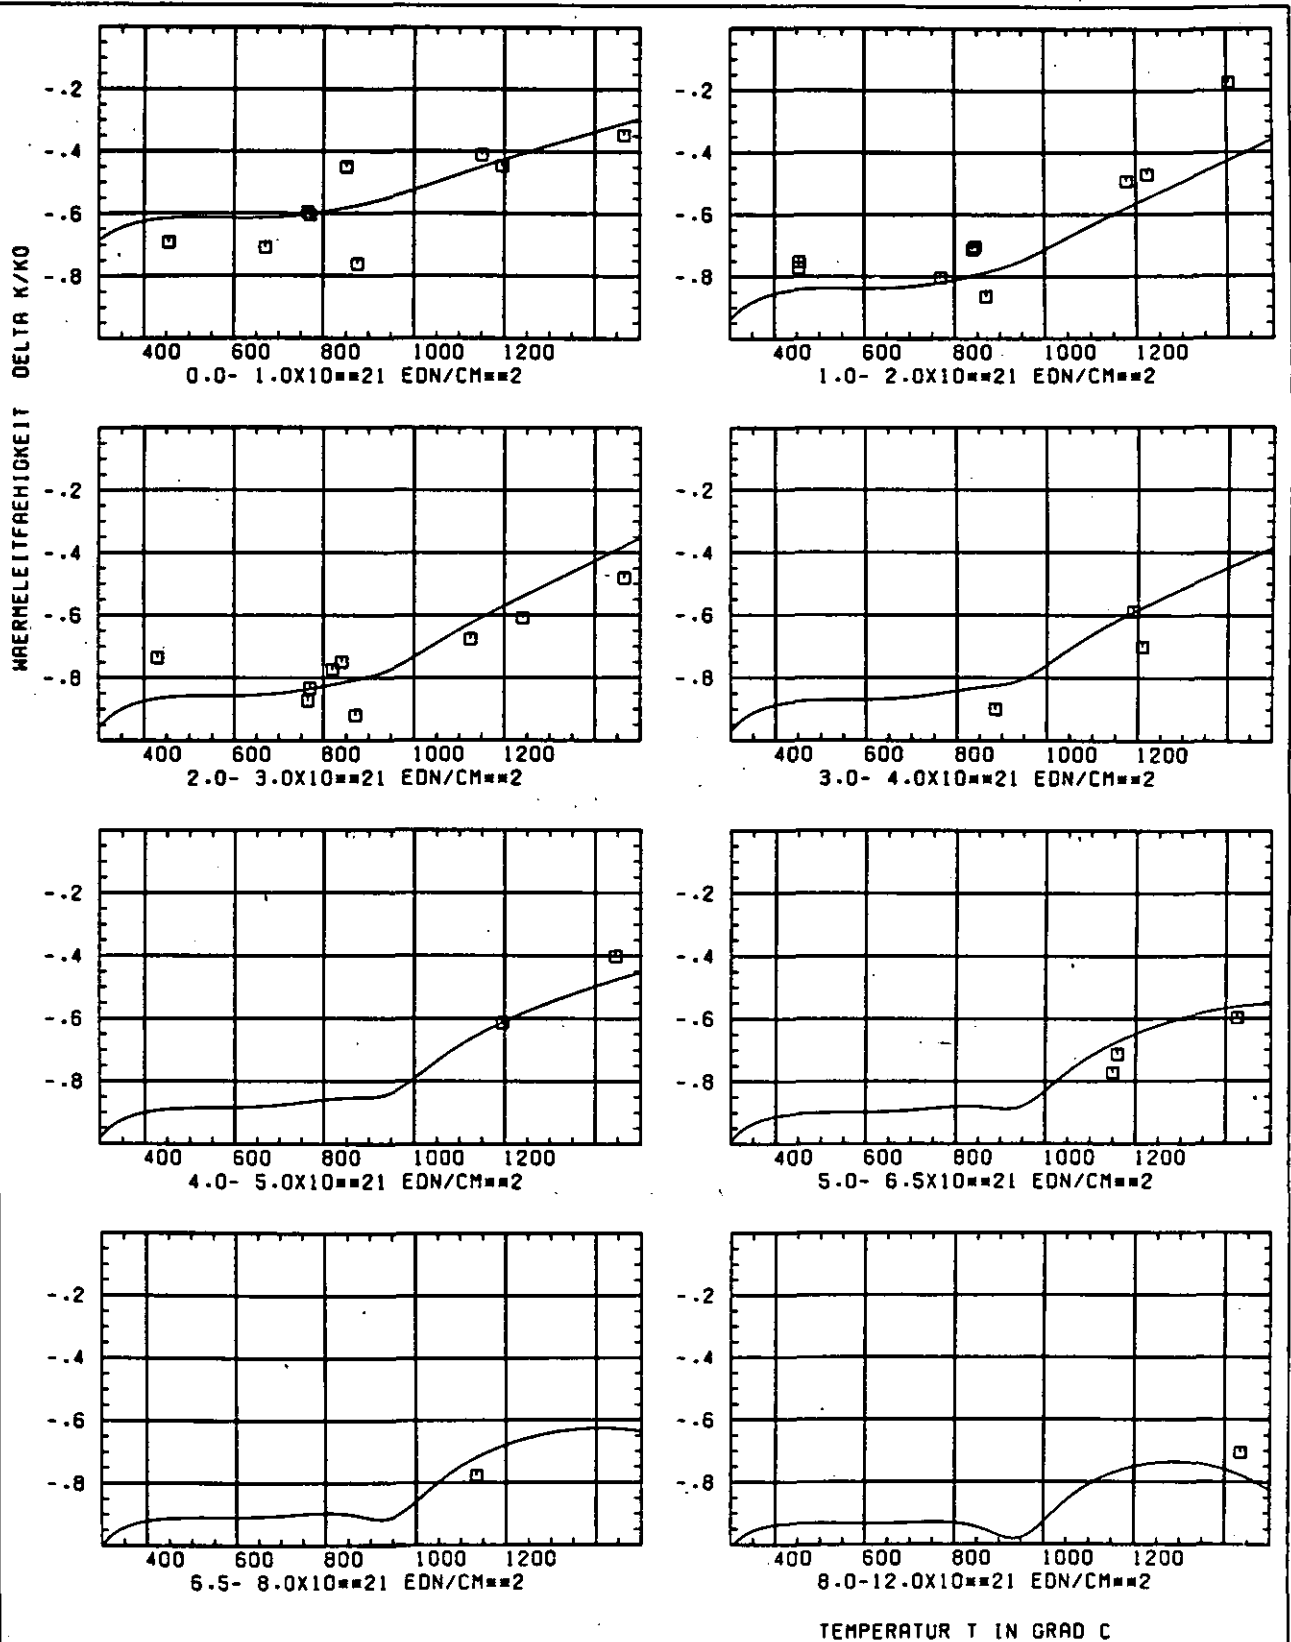 WAERMELEITFAEHIGKEIT DELTA K/K0
-.2
-.4
-.6
-.8
400 600 800 1000 1200
0.0- 1.0X10**21 EDN/CM**2
-.2
-.4
-.6
-.8
400 600 800 1000 1200
1.0- 2.0X10**21 EDN/CM**2
-.2
-.4
-.6
-.8
400 600 800 1000 1200
2.0- 3.0X10**21 EDN/CM**2
-.2
-.4
-.6
-.8
400 600 800 1000 1200
3.0- 4.0X10**21 EDN/CM**2
-.2
-.4
-.6
-.8
400 600 800 1000 1200
4.0- 5.0X10**21 EDN/CM**2
-.2
-.4
-.6
-.8
400 600 800 1000 1200
5.0- 6.5X10**21 EDN/CM**2
-.2
-.4
-.6
-.8
400 600 800 1000 1200
6.5- 8.0X10**21 EDN/CM**2
-.2
-.4
-.6
-.8
400 600 800 1000 1200
8.0-12.0X10**21 EDN/CM**2
TEMPERATUR T IN GRAD C